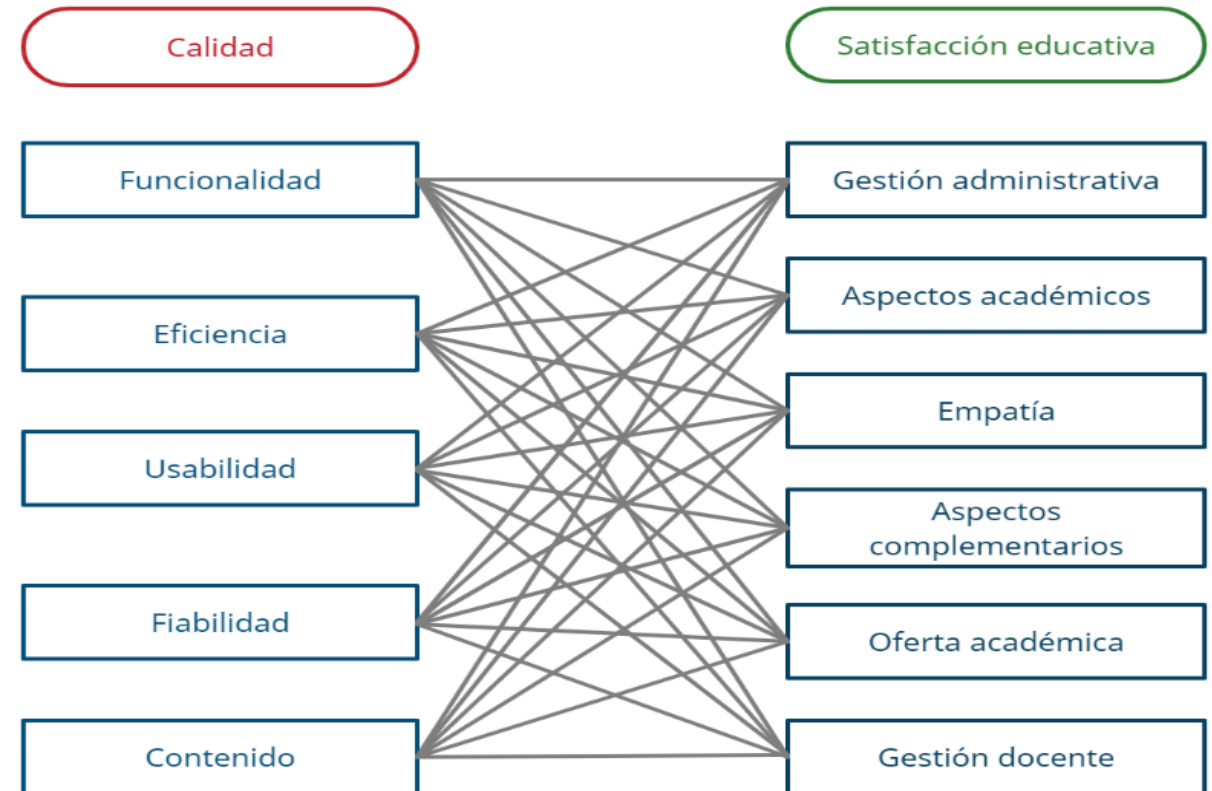 Calidad
Satisfacción educativa
Funcionalidad
Gestión administrativa
Eficiencia
Aspectos académicos
Usabilidad
Empatía
Aspectos
complementarios
Fiabilidad
Oferta académica
Contenido
Gestión docente